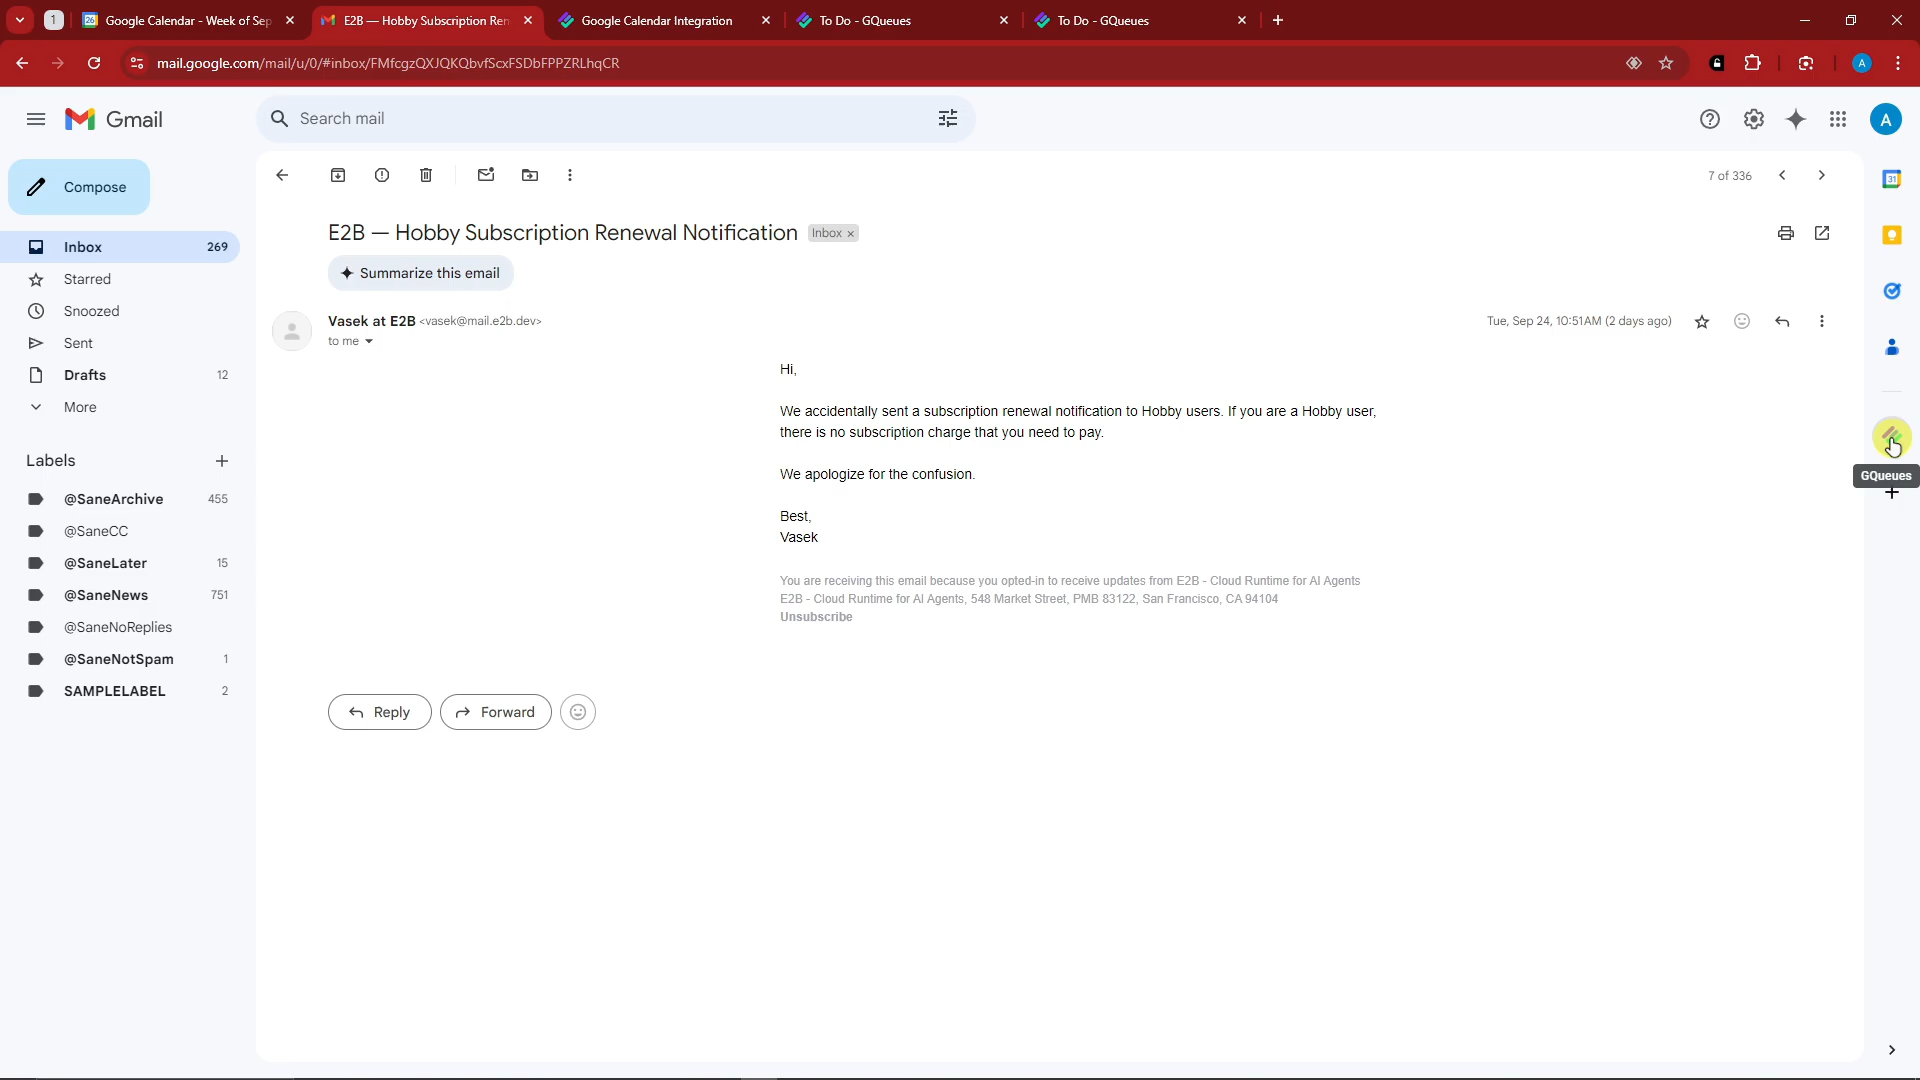 1
Google Calendar - Week of Sep
E2B — Hobby Subscription Ren
Google Calendar Integration
To Do - GQueues
To Do - GQueues
mail.google.com/mail/u/0/#inbox/FMfcgzQXJQKQbvfScxFSDbFPPZRLhqCR
A
Gmail
Search mail
A
Compose
7 of 336
31
E2B — Hobby Subscription Renewal Notification
Inbox ×
Inbox 269
Summarize this email
Starred
Snoozed
Vasek at E2B <vasek@mail.e2b.dev>
Tue, Sep 24, 10:51 AM (2 days ago)
to me
Sent
Drafts 12
More
Hi,
We accidentally sent a subscription renewal notification to Hobby users. If you are a Hobby user,
there is no subscription charge that you need to pay.
We apologize for the confusion.
Best,
Vasek
GQueues
Labels
@SaneArchive 455
@SaneCC
@SaneLater 15
@SaneNews 751
@SaneNoReplies
@SaneNotSpam 1
SAMPLELABEL 2
You are receiving this email because you opted-in to receive updates from E2B - Cloud Runtime for AI Agents
E2B - Cloud Runtime for AI Agents, 548 Market Street, PMB 83122, San Francisco, CA 94104
Unsubscribe
Reply
Forward